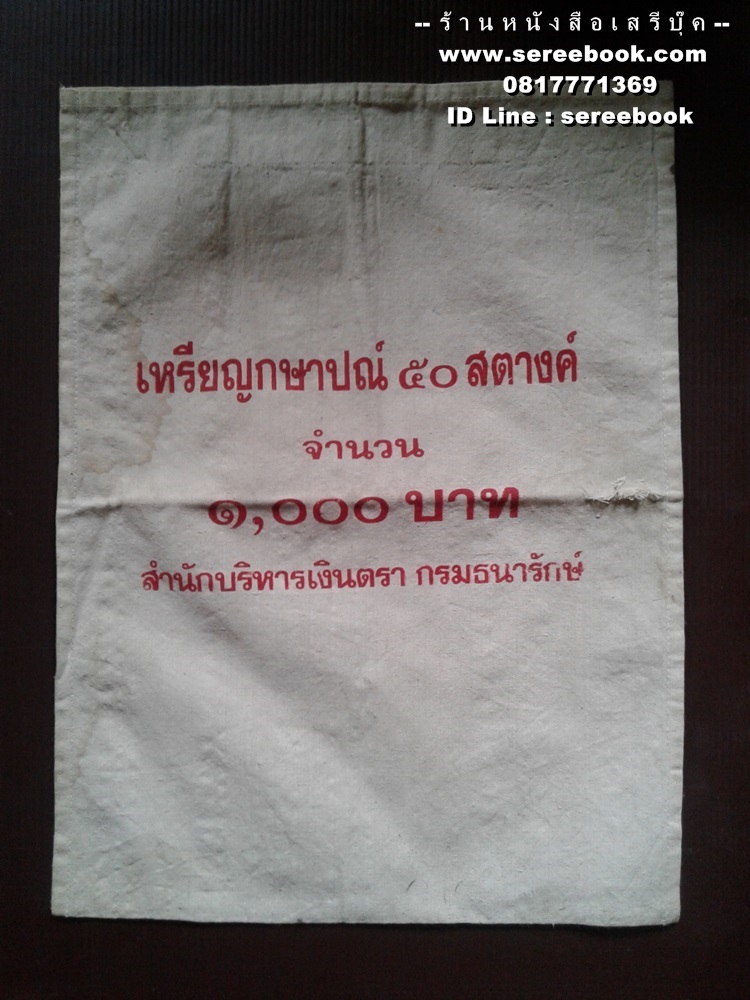 -- ร้านหนังสือเสรีบุ๊ค --
www.sereebook.com
0817771369
ID Line : sereebook
เหรียญกษาปณ์ ๕๐ สตางค์
จำนวน
๑,๐๐๐ บาท
สำนักบริหารเงินตรา กรมธนารักษ์